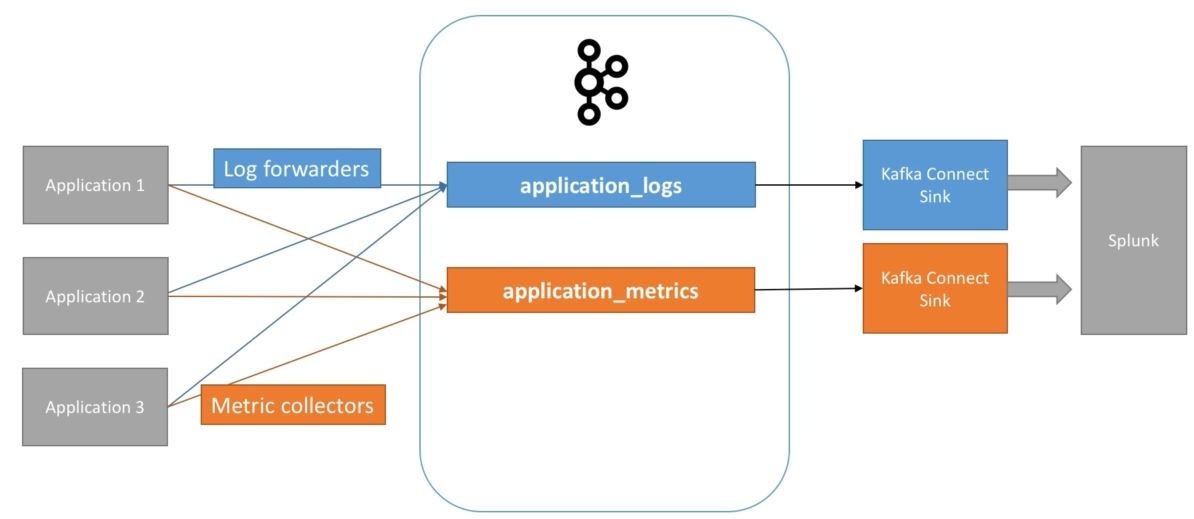 Application 1
Log forwarders
Application 2
Application 3
Metric collectors
application_logs
application_metrics
Kafka Connect
Sink
Kafka Connect
Sink
Splunk